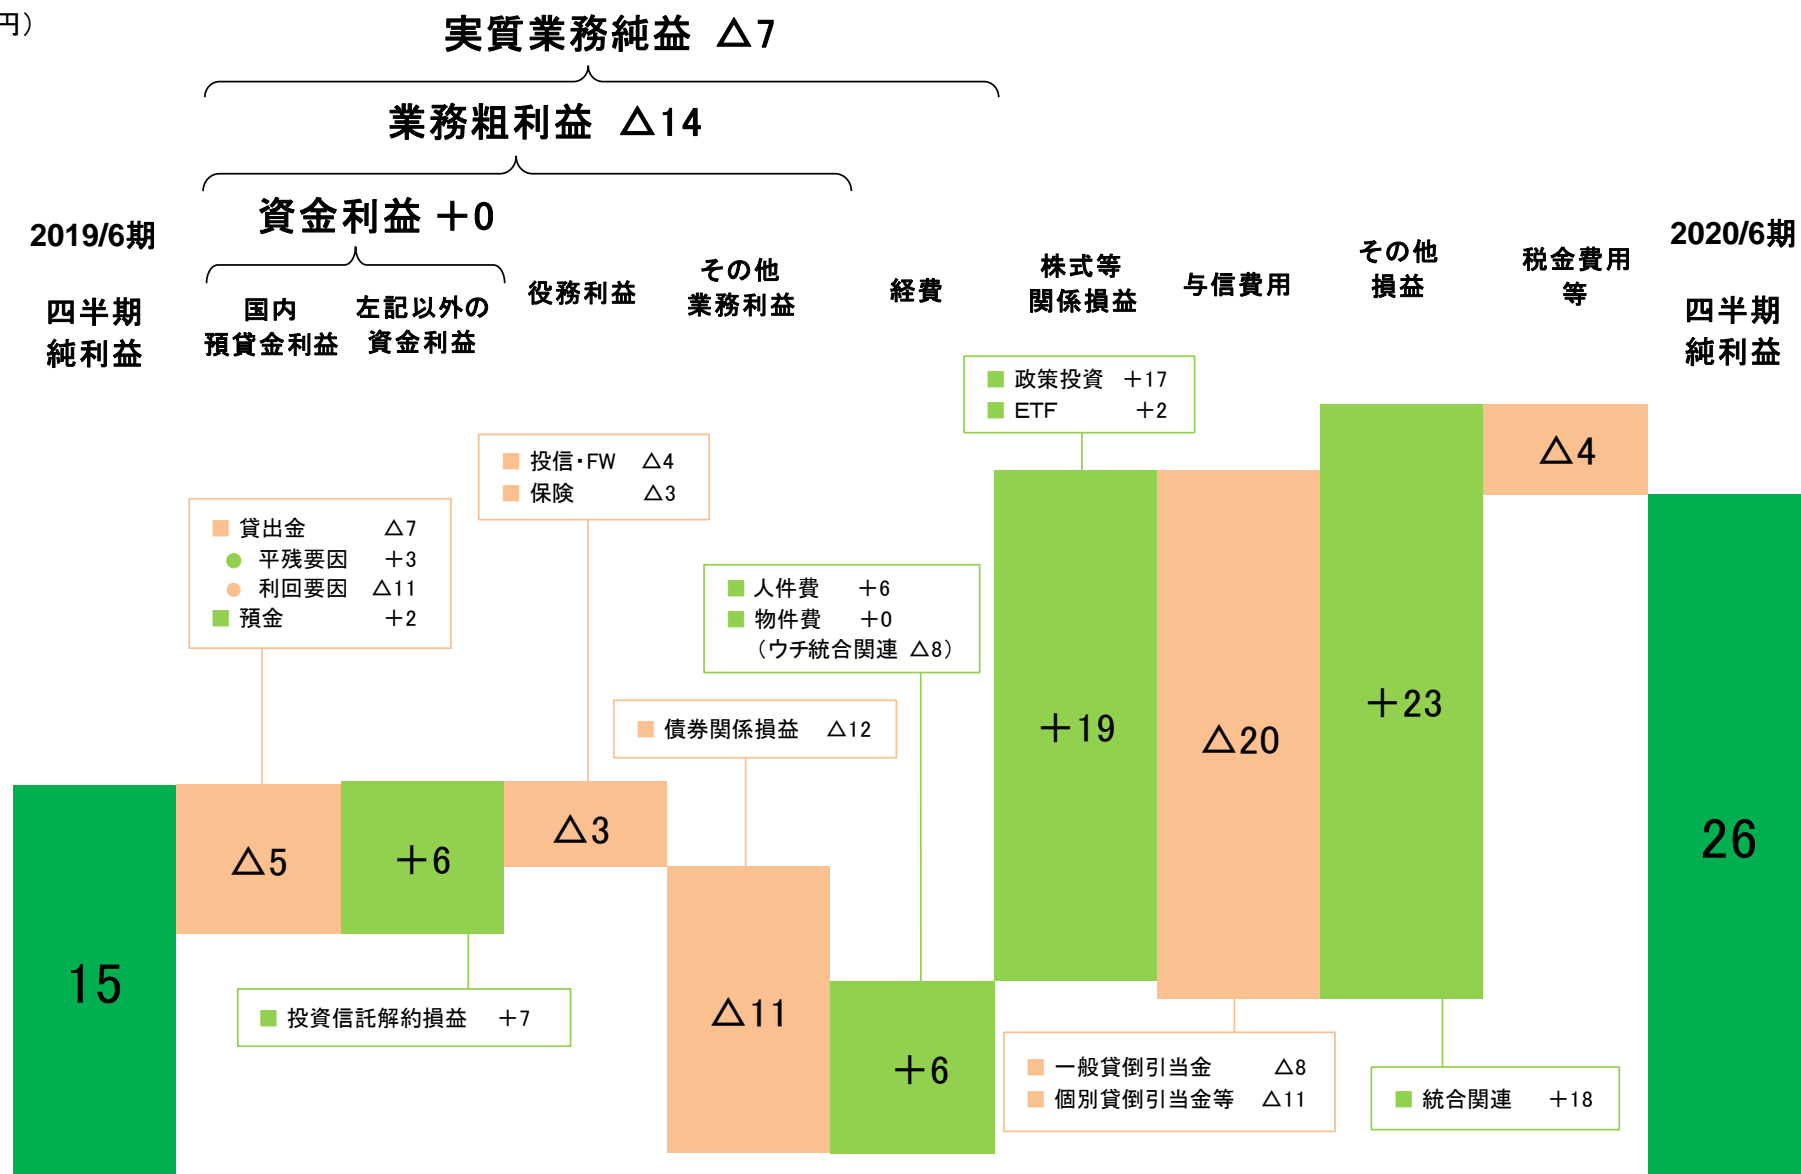 円）
実質業務純益 △7
業務粗利益 △14
資金利益 ＋0
2019/6期
四半期
純利益
国内
預貸金利益
左記以外の
資金利益
役務利益
その他
業務利益
経費
株式等
関係損益
与信費用
その他
損益
税金費用
等
2020/6期
四半期
純利益
■ 政策投資 ＋17
■ ETF ＋2
■ 投信・FW △4
■ 保険 △3
■ 貸出金 △7
● 平残要因 ＋3
● 利回要因 △11
■ 預金 ＋2
■ 人件費 ＋6
■ 物件費 ＋0
（ウチ統合関連 △8）
■ 債券関係損益 △12
15
△5
＋6
△3
△11
＋6
＋19
△20
＋23
△4
26
■ 投資信託解約損益 ＋7
■ 一般貸倒引当金 △8
■ 個別貸倒引当金等 △11
■ 統合関連 ＋18